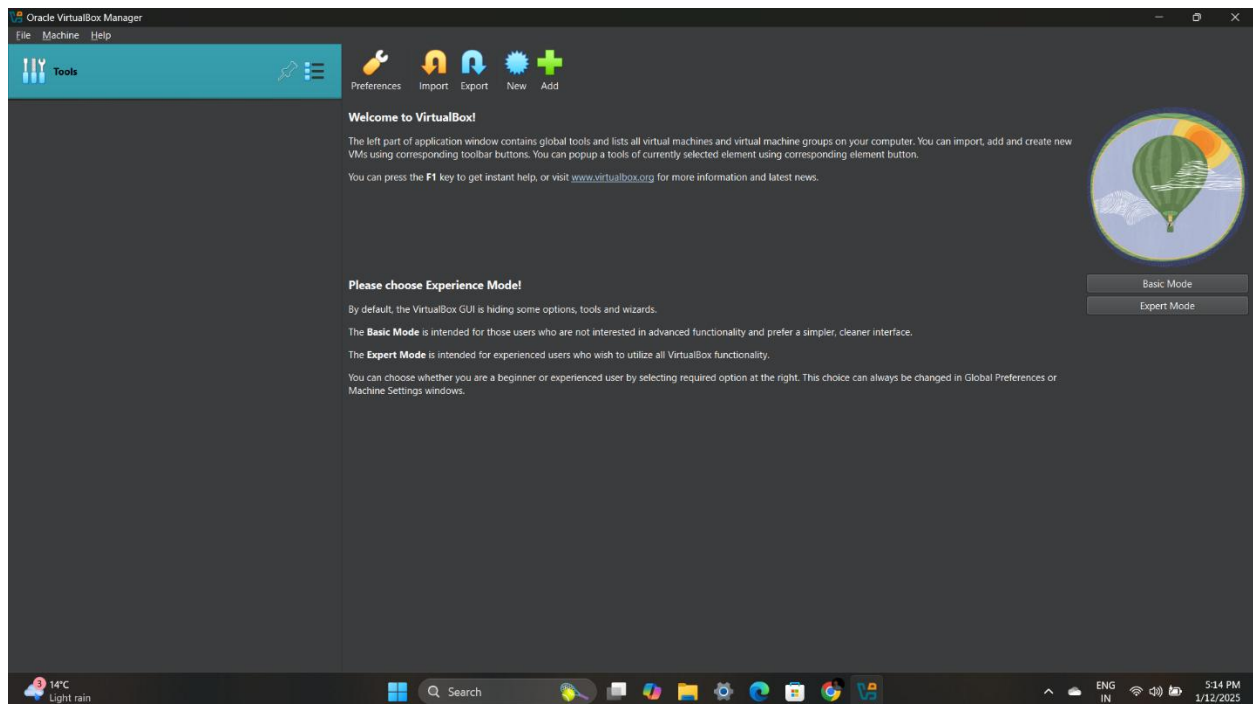 Oracle VirtualBox Manager
File Machine Help
Tools
Preferences Import Export New Add
Welcome to VirtualBox!
The left part of application window contains global tools and lists all virtual machines and virtual machine groups on your computer. You can import, add and create new
VMs using corresponding toolbar buttons. You can popup a tools of currently selected element using corresponding element button.
You can press the F1 key to get instant help, or visit www.virtualbox.org for more information and latest news.
Please choose Experience Mode!
By default, the VirtualBox GUI is hiding some options, tools and wizards.
The Basic Mode is intended for those users who are not interested in advanced functionality and prefer a simpler, cleaner interface.
The Expert Mode is intended for experienced users who wish to utilize all VirtualBox functionality.
You can choose whether you are a beginner or experienced user by selecting required option at the right. This choice can always be changed in Global Preferences or
Machine Settings windows.
Basic Mode
Expert Mode
3
14°C
Light rain
Search
ENG
IN
5:14 PM
1/12/2025